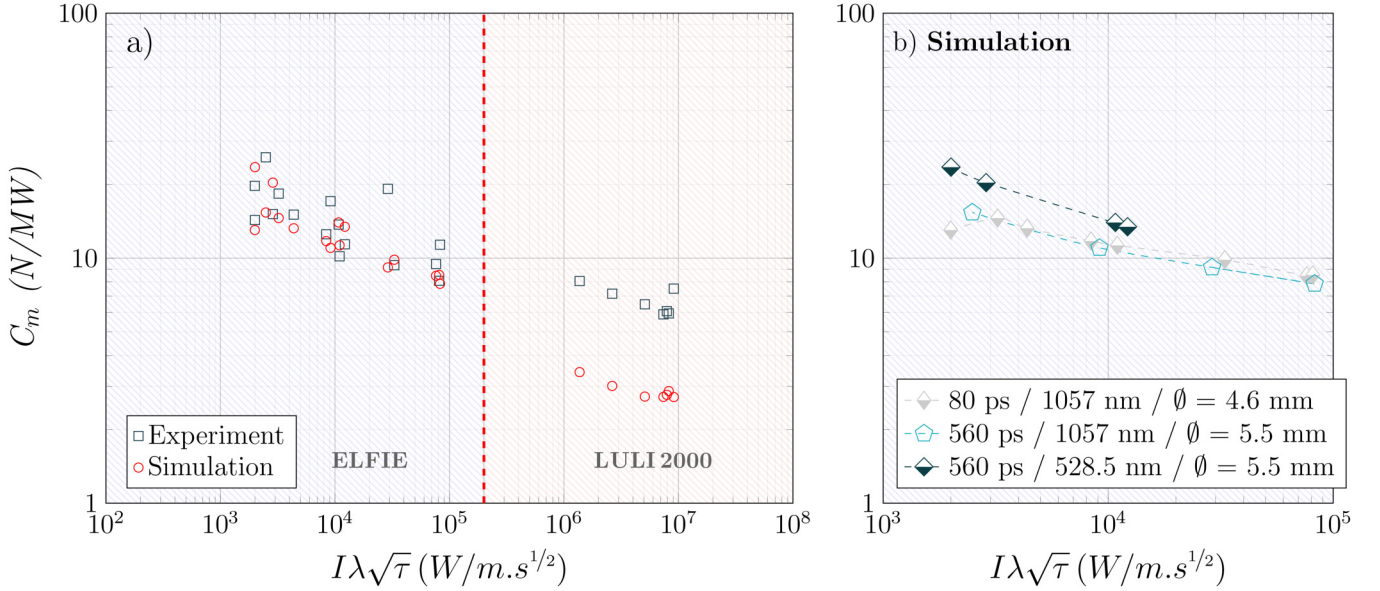 a)
100
10
1
C_m (N/MW)
Experiment
Simulation
ELFIE
LULI 2000
10^2 10^3 10^4 10^5 10^6 10^7 10^8
Iλ√τ (W/m.s^{1/2})
b) Simulation
100
10
1
80 ps / 1057 nm / ∅ = 4.6 mm
560 ps / 1057 nm / ∅ = 5.5 mm
560 ps / 528.5 nm / ∅ = 5.5 mm
10^3 10^4 10^5
Iλ√τ (W/m.s^{1/2})